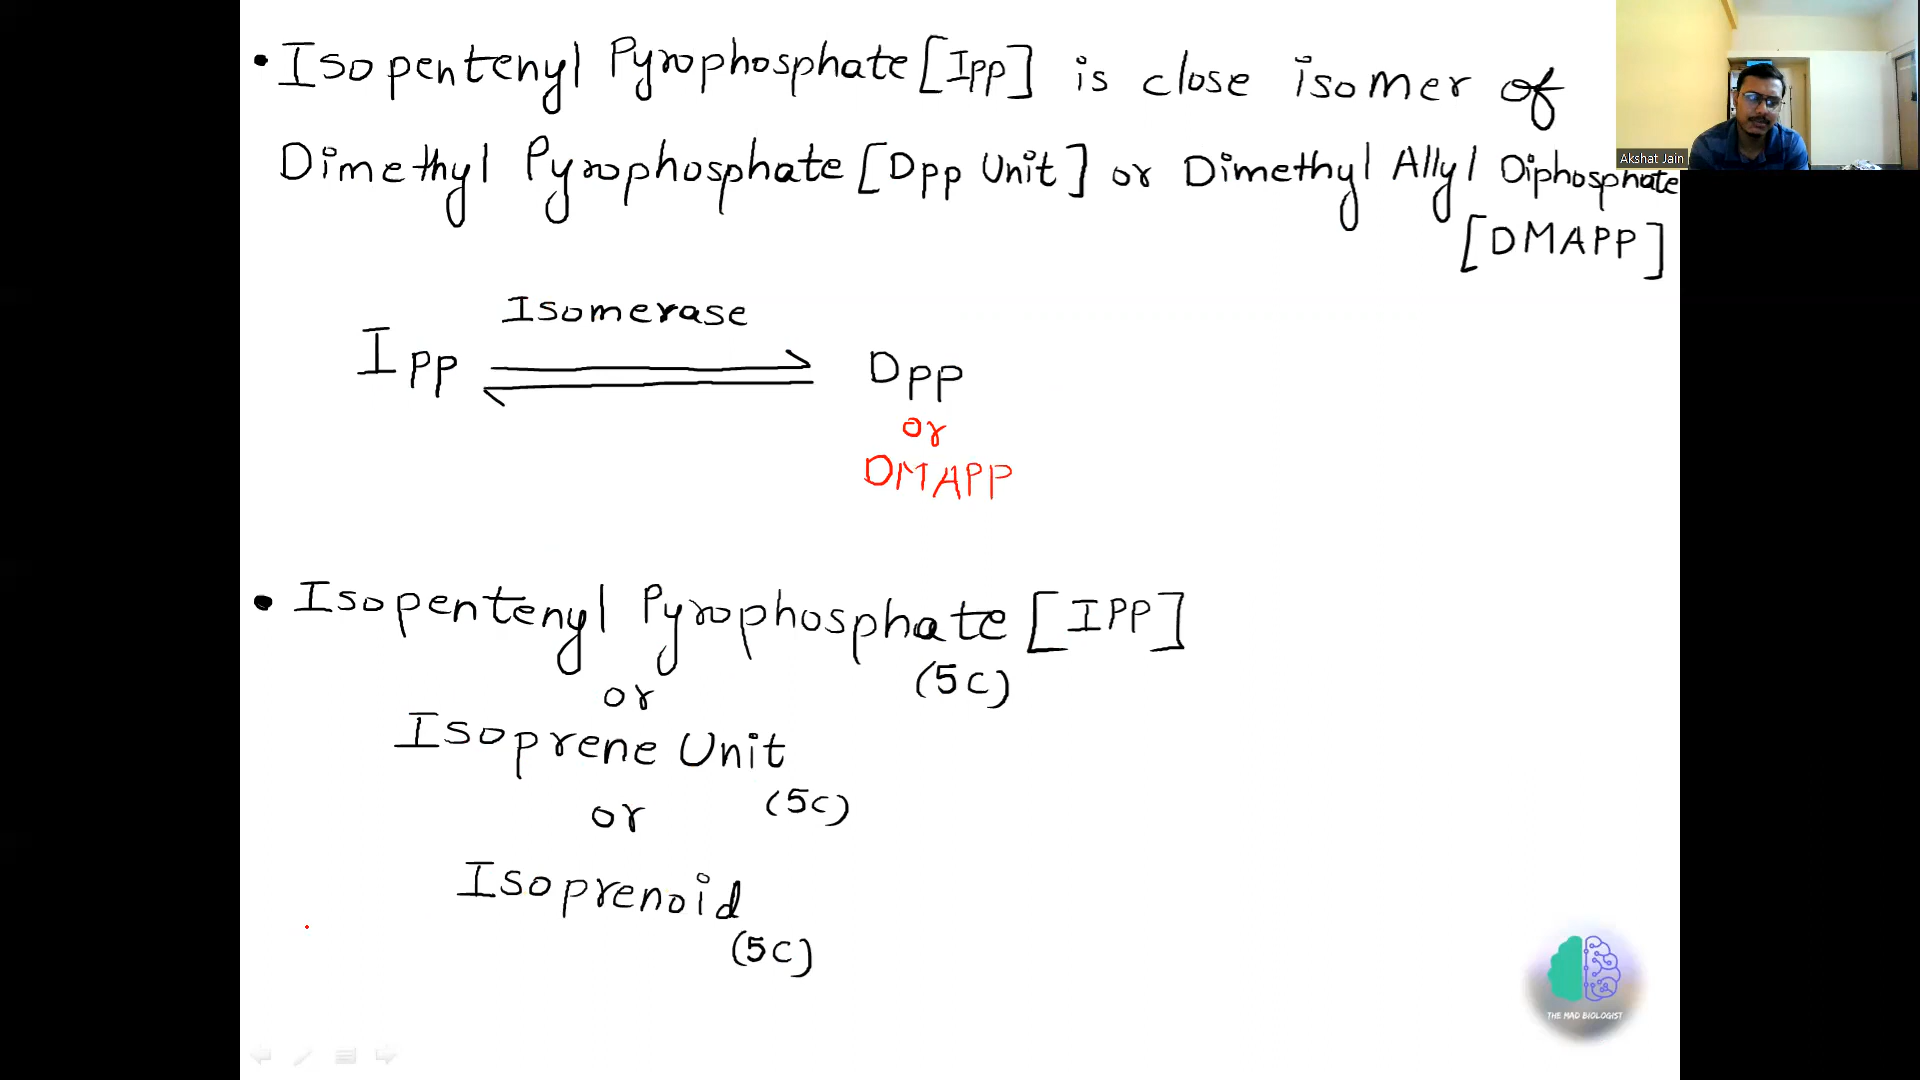 • Isopentenyl Pyrophosphate [Ipp] is close isomer of
Dimethyl Pyrophosphate [Dpp Unit] or Dimethyl Allyl Diphosphate
[DMAPP]
Akshat Jain
Isomerase
Ipp ⇌ Dpp
or
DMAPP
• Isopentenyl Pyrophosphate [IPP]
(5C)
or
Isoprene Unit
(5C)
or
Isoprenoid
(5C)
THE MAD BIOLOGIST